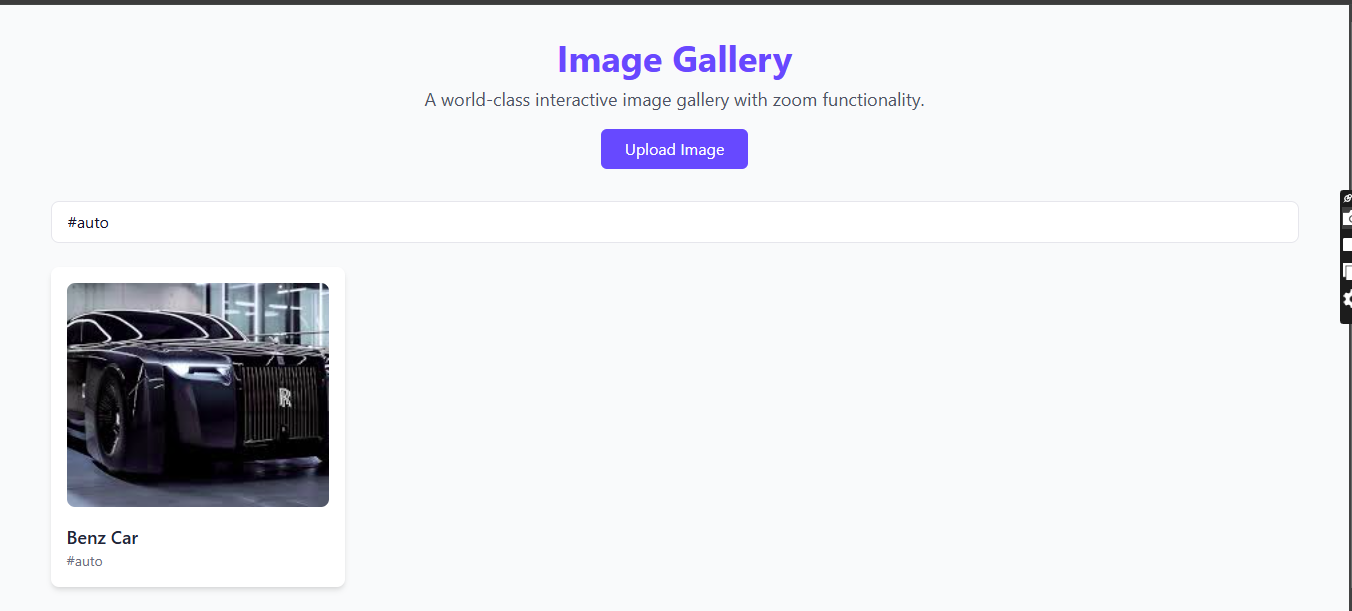 Image Gallery
A world-class interactive image gallery with zoom functionality.
Upload Image
#auto
RR
Benz Car
#auto